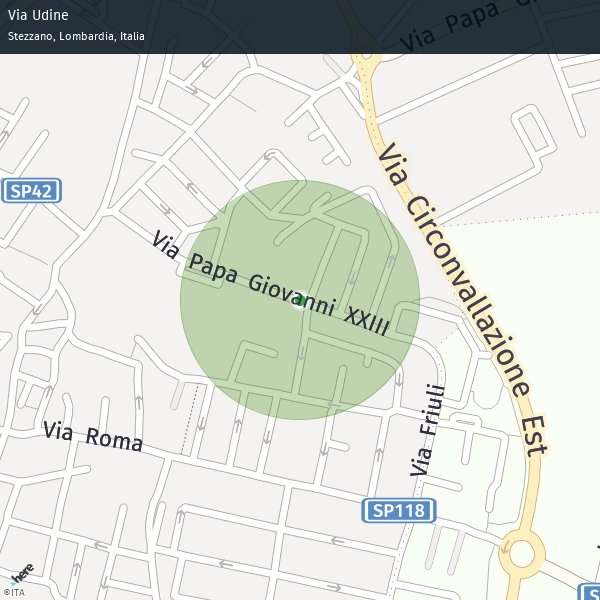 Via Udine
Stezzano, Lombardia, Italia
Via Papa Gi
SP42
Via Circonvallazione Est
Via Papa Giovanni XXIII
Via Friuli
Via Roma
SP118
S
here
©ITA